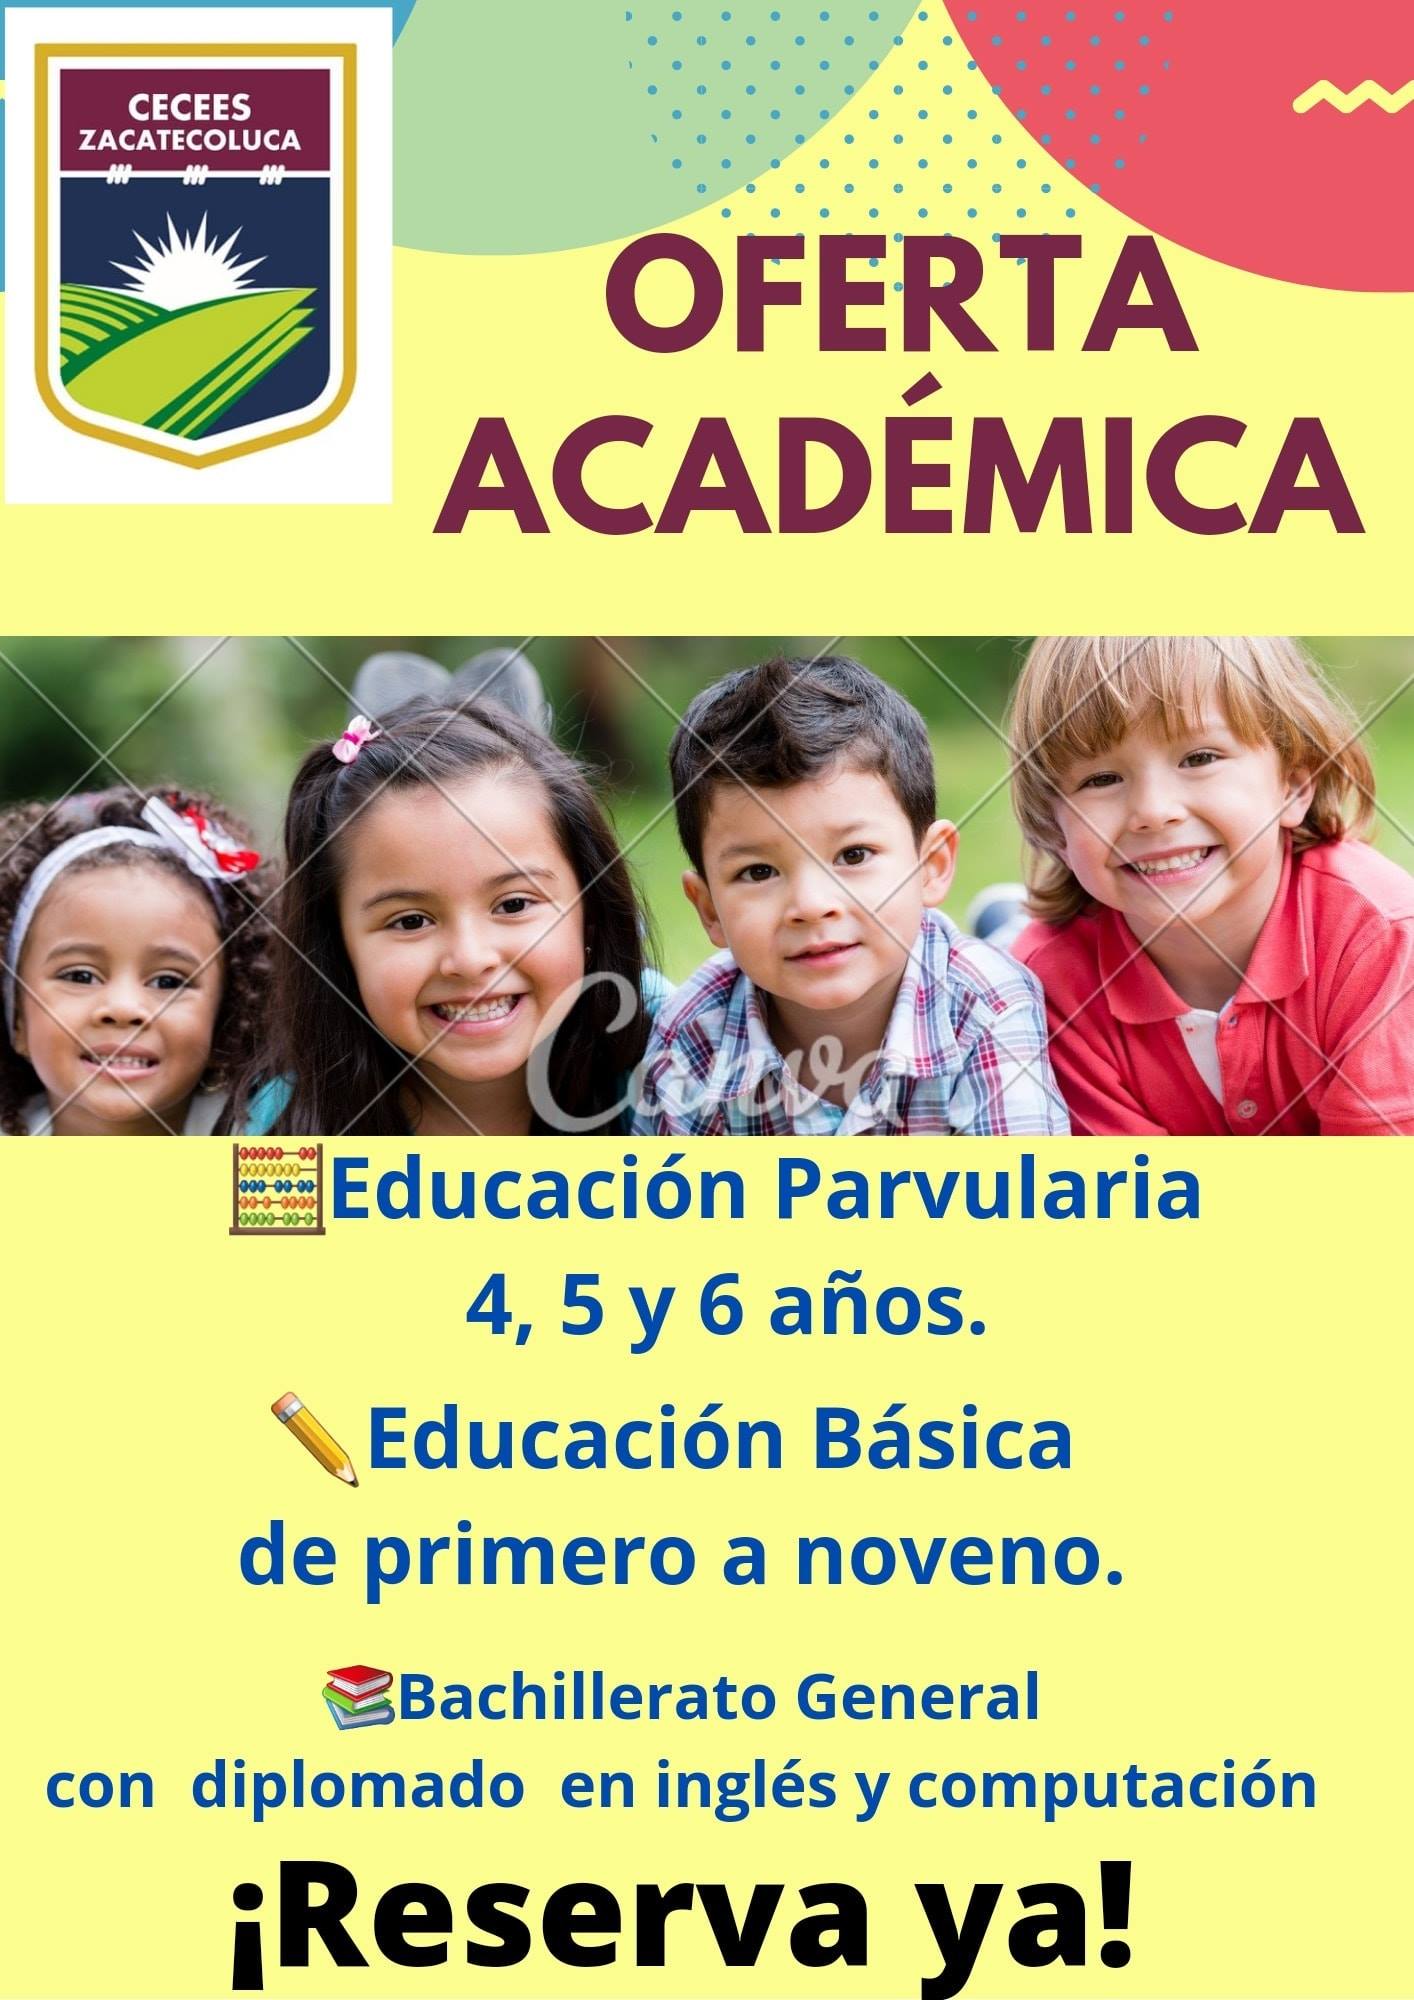 CECEES
ZACATECOLUCA
OFERTA
ACADÉMICA
Canva
Educación Parvularia
4, 5 y 6 años.
Educación Básica
de primero a noveno.
Bachillerato General
con diplomado en inglés y computación
¡Reserva ya!